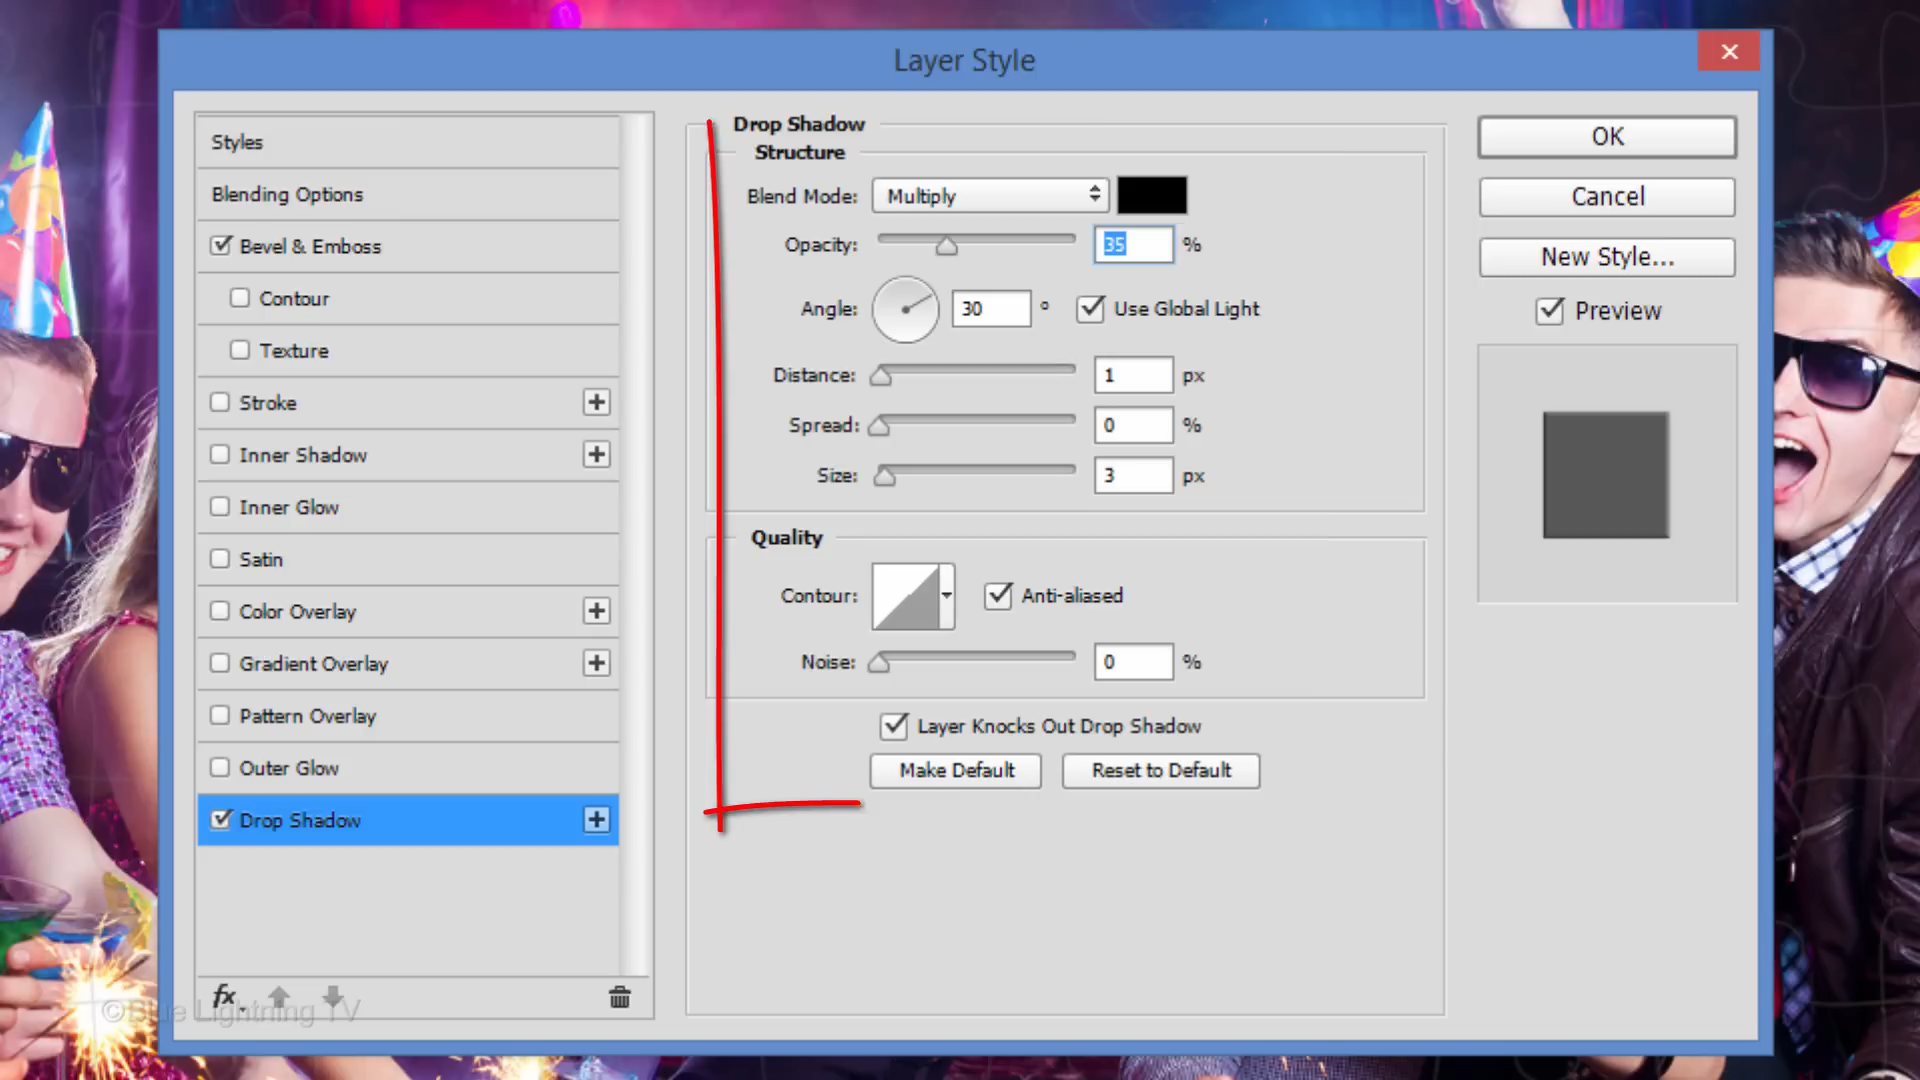 Layer Style
Styles
Blending Options
Bevel & Emboss
Contour
Texture
Stroke
Inner Shadow
Inner Glow
Satin
Color Overlay
Gradient Overlay
Pattern Overlay
Outer Glow
Drop Shadow
fx
Drop Shadow
Structure
Blend Mode: Multiply
Opacity: 35 %
Angle: 30 ° Use Global Light
Distance: 1 px
Spread: 0 %
Size: 3 px
Quality
Contour: Anti-aliased
Noise: 0 %
Layer Knocks Out Drop Shadow
Make Default Reset to Default
OK
Cancel
New Style...
Preview
©Blue Lightning TV